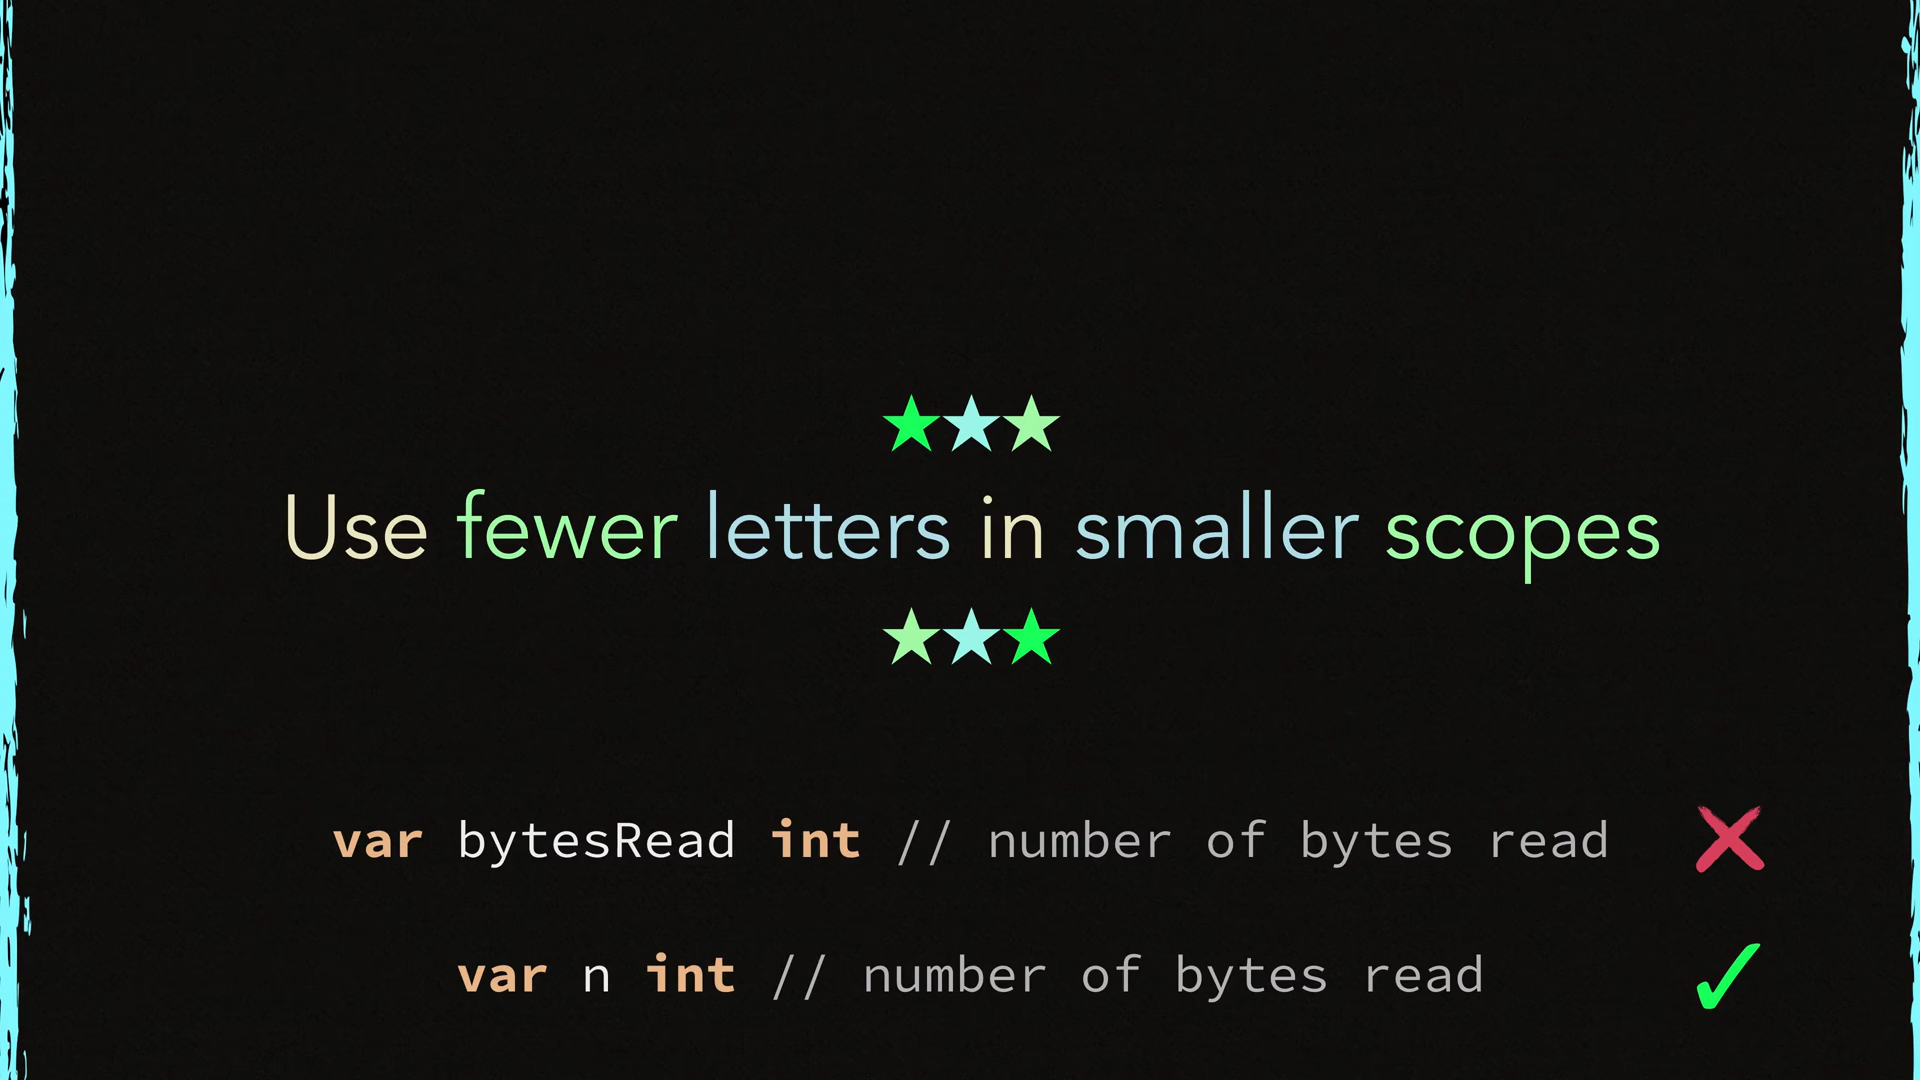 ★★★
Use fewer letters in smaller scopes
★★★
var bytesRead int // number of bytes read
var n int // number of bytes read